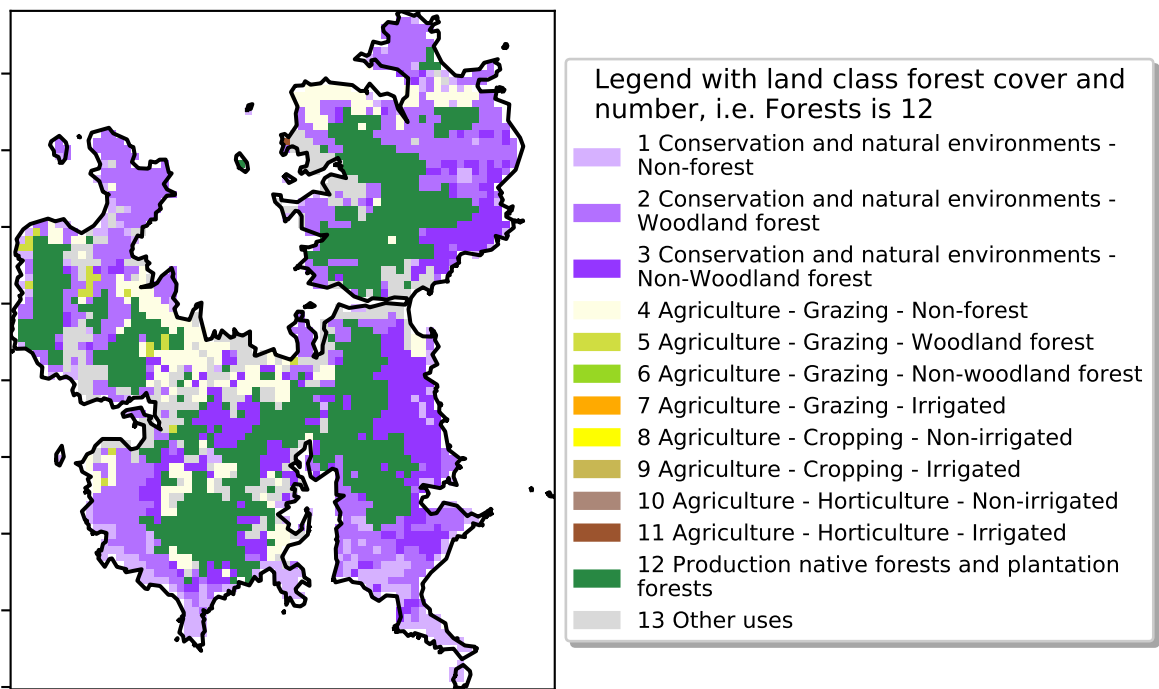 Legend with land class forest cover and
number, i.e. Forests is 12
1 Conservation and natural environments -
Non-forest
2 Conservation and natural environments -
Woodland forest
3 Conservation and natural environments -
Non-Woodland forest
4 Agriculture - Grazing - Non-forest
5 Agriculture - Grazing - Woodland forest
6 Agriculture - Grazing - Non-woodland forest
7 Agriculture - Grazing - Irrigated
8 Agriculture - Cropping - Non-irrigated
9 Agriculture - Cropping - Irrigated
10 Agriculture - Horticulture - Non-irrigated
11 Agriculture - Horticulture - Irrigated
12 Production native forests and plantation
forests
13 Other uses